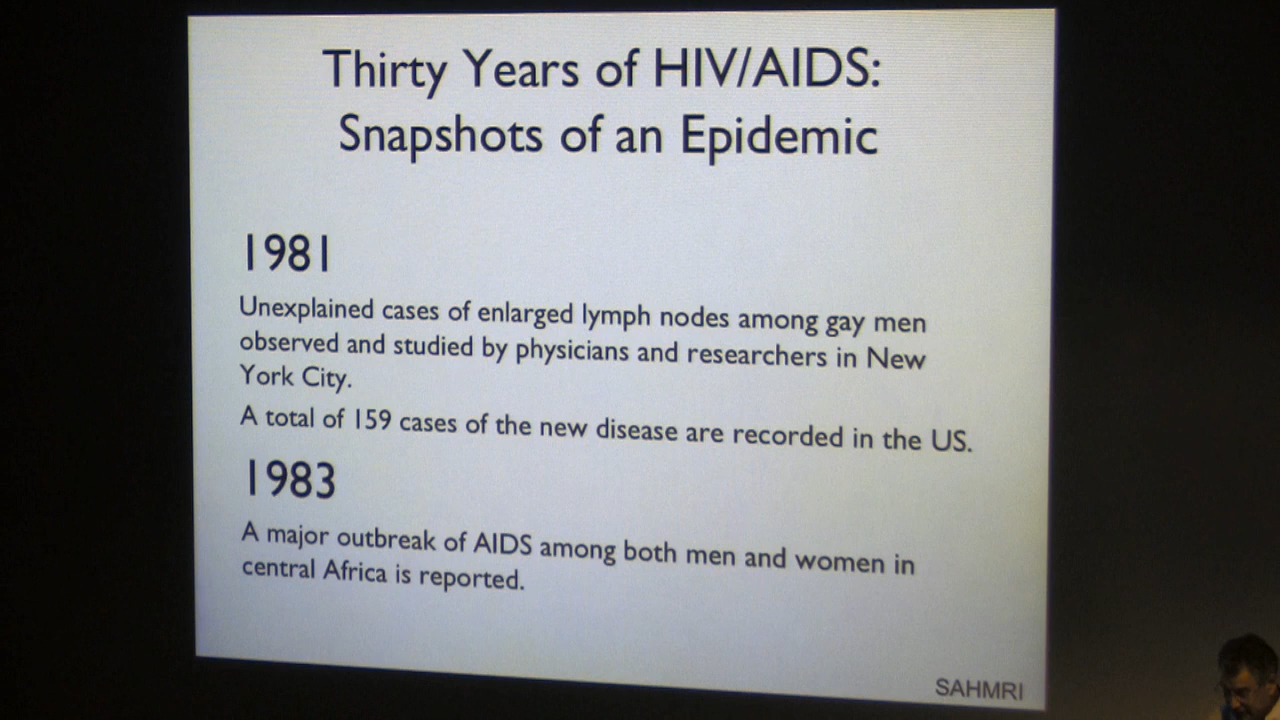 Thirty Years of HIV/AIDS:
Snapshots of an Epidemic
1981
Unexplained cases of enlarged lymph nodes among gay men
observed and studied by physicians and researchers in New
York City.
A total of 159 cases of the new disease are recorded in the US.
1983
A major outbreak of AIDS among both men and women in
central Africa is reported.
SAHMRI